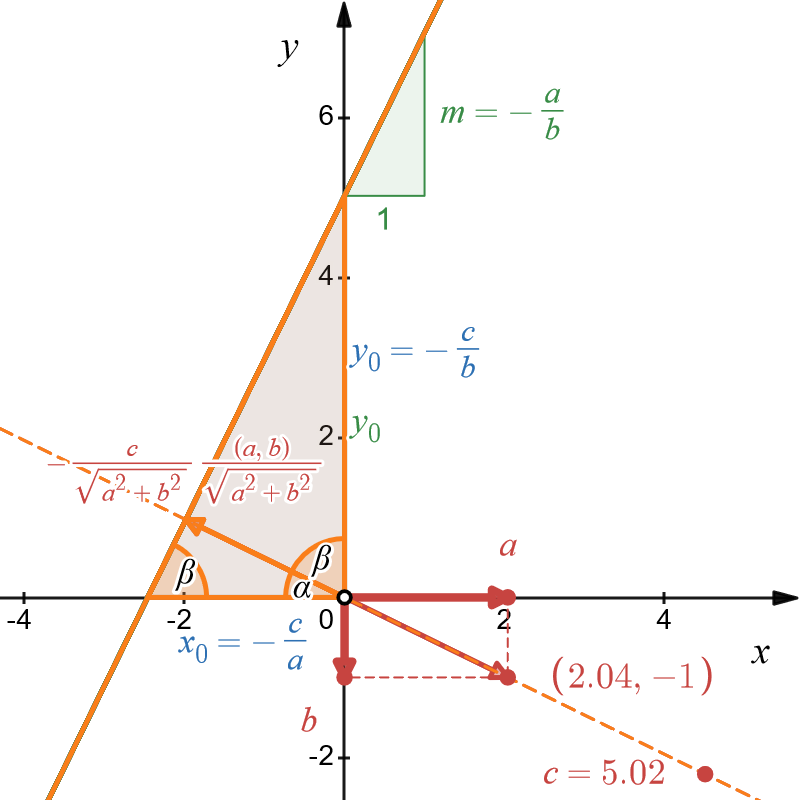 y
6
m = −a/b
1
4
y₀ = −c/b
2
y₀
−c/√(a²+b²) (a, b)/√(a²+b²)
β
β
α
a
-4
-2
0
2
4
x₀ = −c/a
x
(2.04, −1)
b
-2
c = 5.02